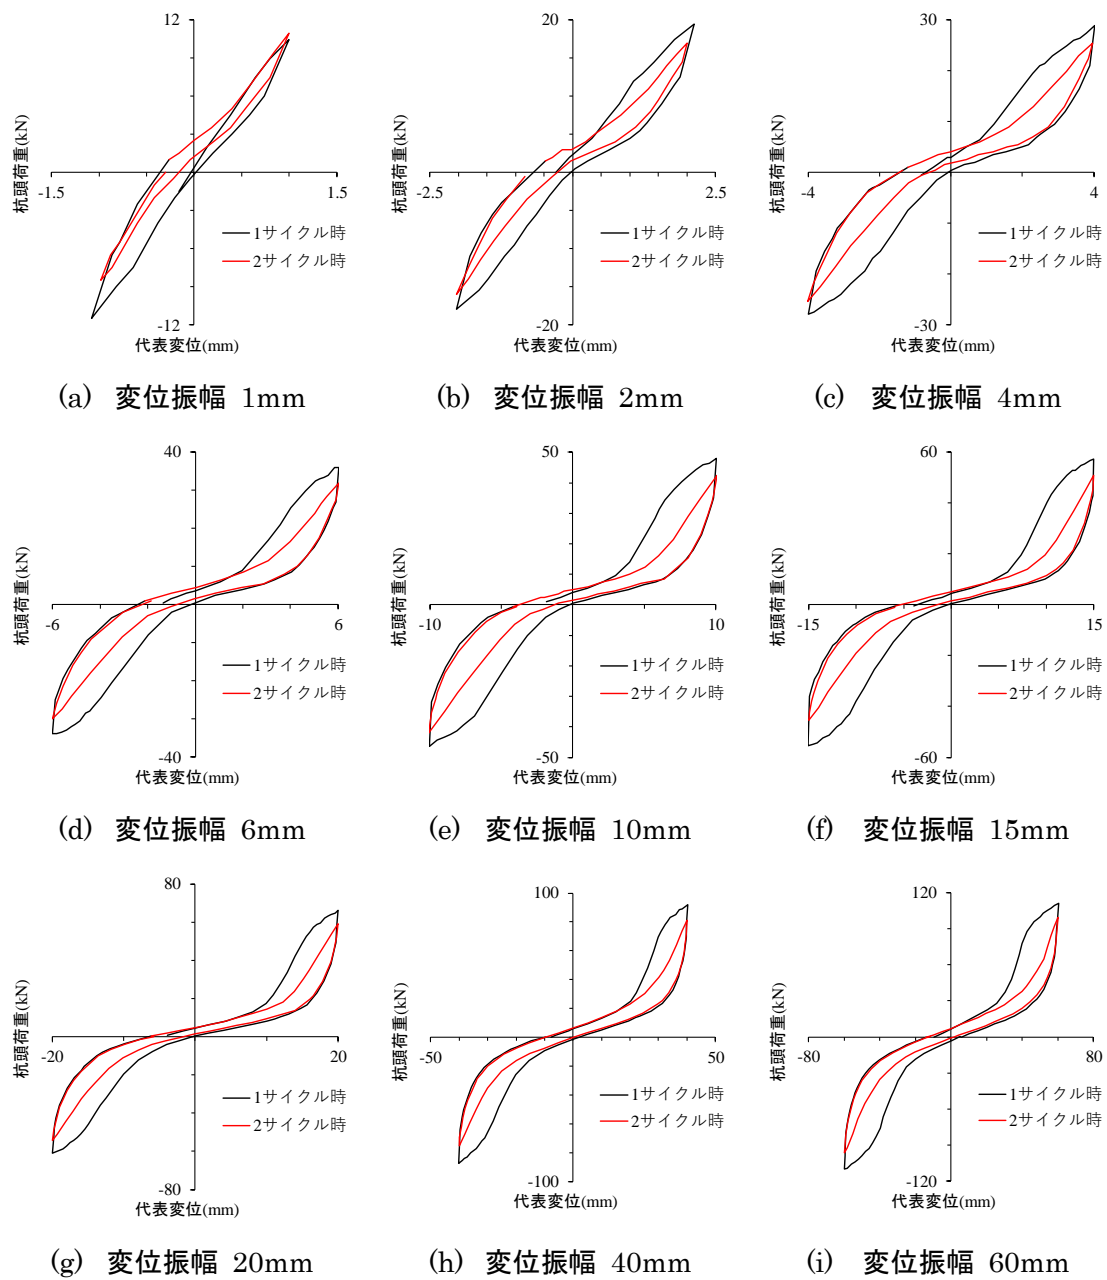 12
杭頭荷重(kN)
-1.5
1.5
1サイクル時
2サイクル時
-12
代表変位(mm)
(a) 変位振幅 1mm
20
杭頭荷重(kN)
-2.5
2.5
1サイクル時
2サイクル時
-20
代表変位(mm)
(b) 変位振幅 2mm
30
杭頭荷重(kN)
-4
4
1サイクル時
2サイクル時
-30
代表変位(mm)
(c) 変位振幅 4mm
40
杭頭荷重(kN)
-6
6
1サイクル時
2サイクル時
-40
代表変位(mm)
(d) 変位振幅 6mm
50
杭頭荷重(kN)
-10
10
1サイクル時
2サイクル時
-50
代表変位(mm)
(e) 変位振幅 10mm
60
杭頭荷重(kN)
-15
15
1サイクル時
2サイクル時
-60
代表変位(mm)
(f) 変位振幅 15mm
80
杭頭荷重(kN)
-20
20
1サイクル時
2サイクル時
-80
代表変位(mm)
(g) 変位振幅 20mm
100
杭頭荷重(kN)
-50
50
1サイクル時
2サイクル時
-100
代表変位(mm)
(h) 変位振幅 40mm
120
杭頭荷重(kN)
-80
80
1サイクル時
2サイクル時
-120
代表変位(mm)
(i) 変位振幅 60mm